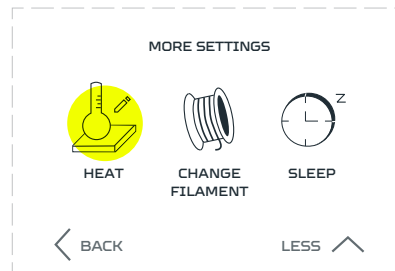 MORE SETTINGS
HEAT
CHANGE
FILAMENT
SLEEP
Z
BACK
LESS